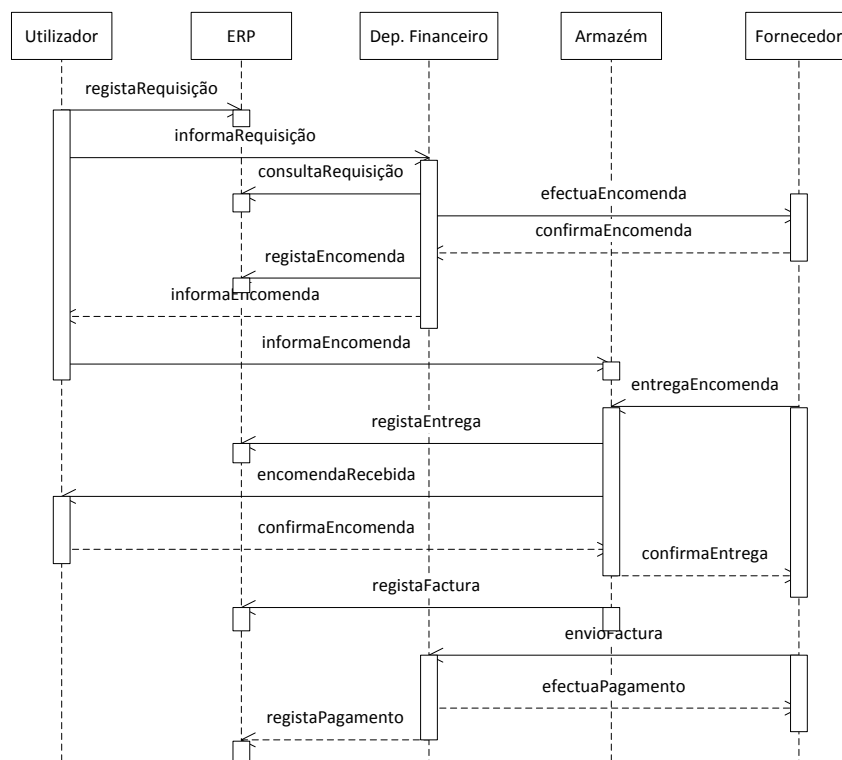 Utilizador
ERP
Dep. Financeiro
Armazém
Fornecedor
registaRequisição
informaRequisição
consultaRequisição
efectuaEncomenda
confirmaEncomenda
registaEncomenda
informaEncomenda
informaEncomenda
entregaEncomenda
registaEntrega
encomendaRecebida
confirmaEncomenda
confirmaEntrega
registaFactura
envioFactura
efectuaPagamento
registaPagamento